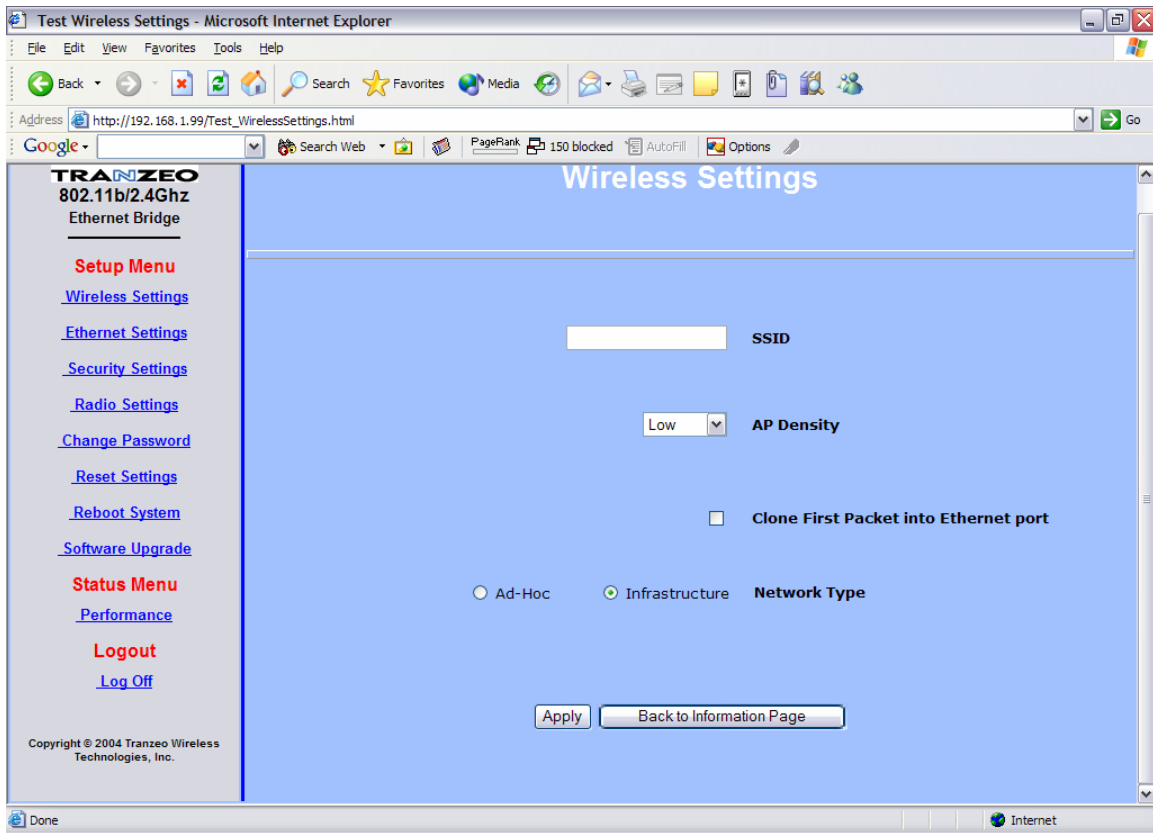 Test Wireless Settings - Microsoft Internet Explorer
File Edit View Favorites Tools Help
Back Search Favorites Media
Address http://192.168.1.99/Test_WirelessSettings.html Go
Google Search Web PageRank 150 blocked AutoFill Options
TRANZEO
802.11b/2.4Ghz
Ethernet Bridge
Setup Menu
Wireless Settings
Ethernet Settings
Security Settings
Radio Settings
Change Password
Reset Settings
Reboot System
Software Upgrade
Status Menu
Performance
Logout
Log Off
Copyright © 2004 Tranzeo Wireless
Technologies, Inc.
Wireless Settings
SSID
Low AP Density
Clone First Packet into Ethernet port
Ad-Hoc Infrastructure Network Type
Apply Back to Information Page
Done Internet